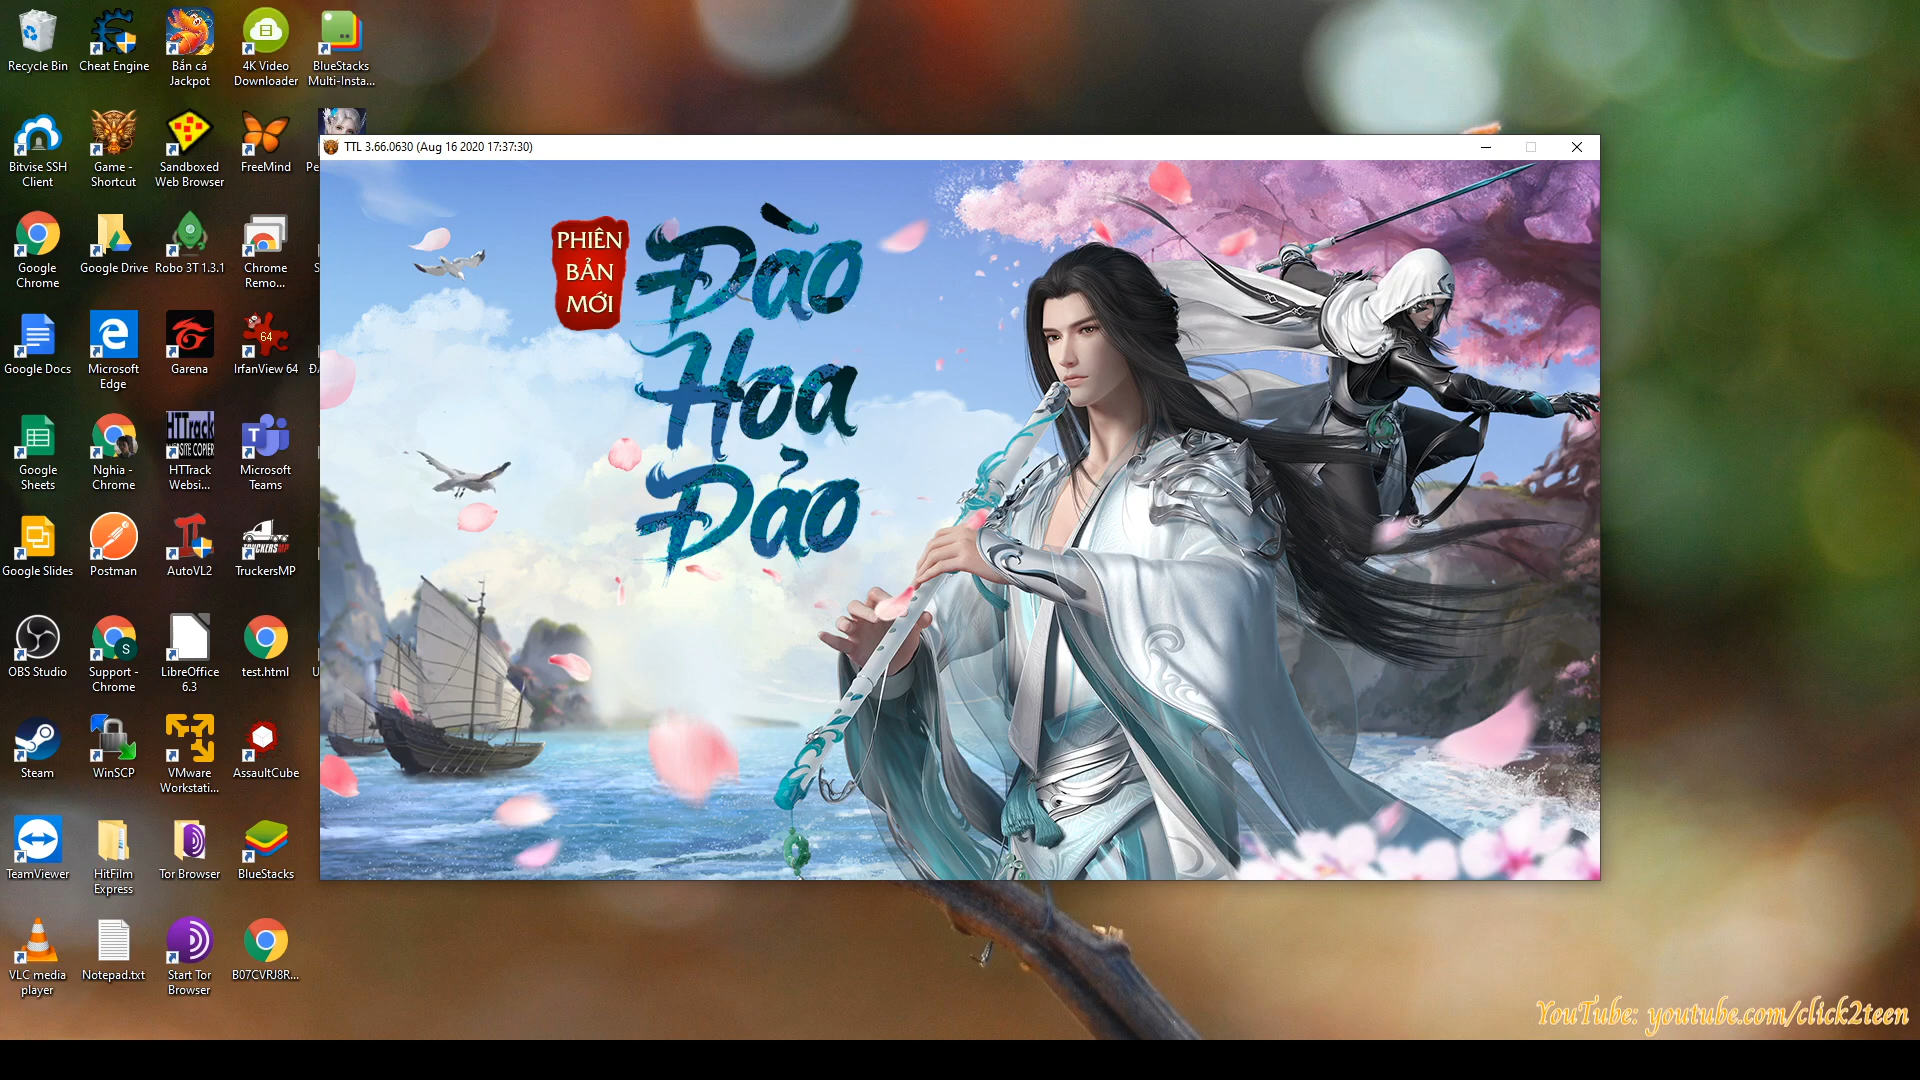 Recycle Bin
Cheat Engine
Bắn cá
Jackpot
4K Video
Downloader
BlueStacks
Multi-Insta...
Bitvise SSH
Client
Game -
Shortcut
Sandboxed
Web Browser
FreeMind
Google
Chrome
Google Drive
Robo 3T 1.3.1
Chrome
Remo...
Google Docs
Microsoft
Edge
Garena
64
IrfanView 64
Google
Sheets
Nghia -
Chrome
HTTrack
WEBSITE COPIER
HTTrack
Websi...
Microsoft
Teams
Google Slides
Postman
AutoVL2
TRUCKERSMP
TruckersMP
OBS Studio
S
Support -
Chrome
LibreOffice
6.3
test.html
Steam
WinSCP
VMware
Workstati...
AssaultCube
TeamViewer
HitFilm
Express
Tor Browser
BlueStacks
VLC media
player
Notepad.txt
Start Tor
Browser
B07CVRJ8R...
TTL 3.66.0630 (Aug 16 2020 17:37:30)
PHIÊN
BẢN
MỚI
Đào
Hoa
Đảo
YouTube: youtube.com/click2teen